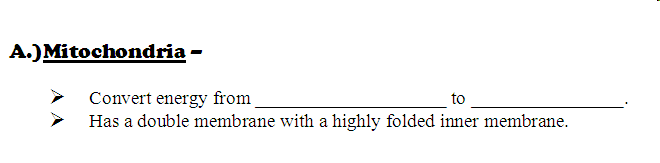 A.)Mitochondria –
➢ Convert energy from ____________________ to ________________.
➢ Has a double membrane with a highly folded inner membrane.